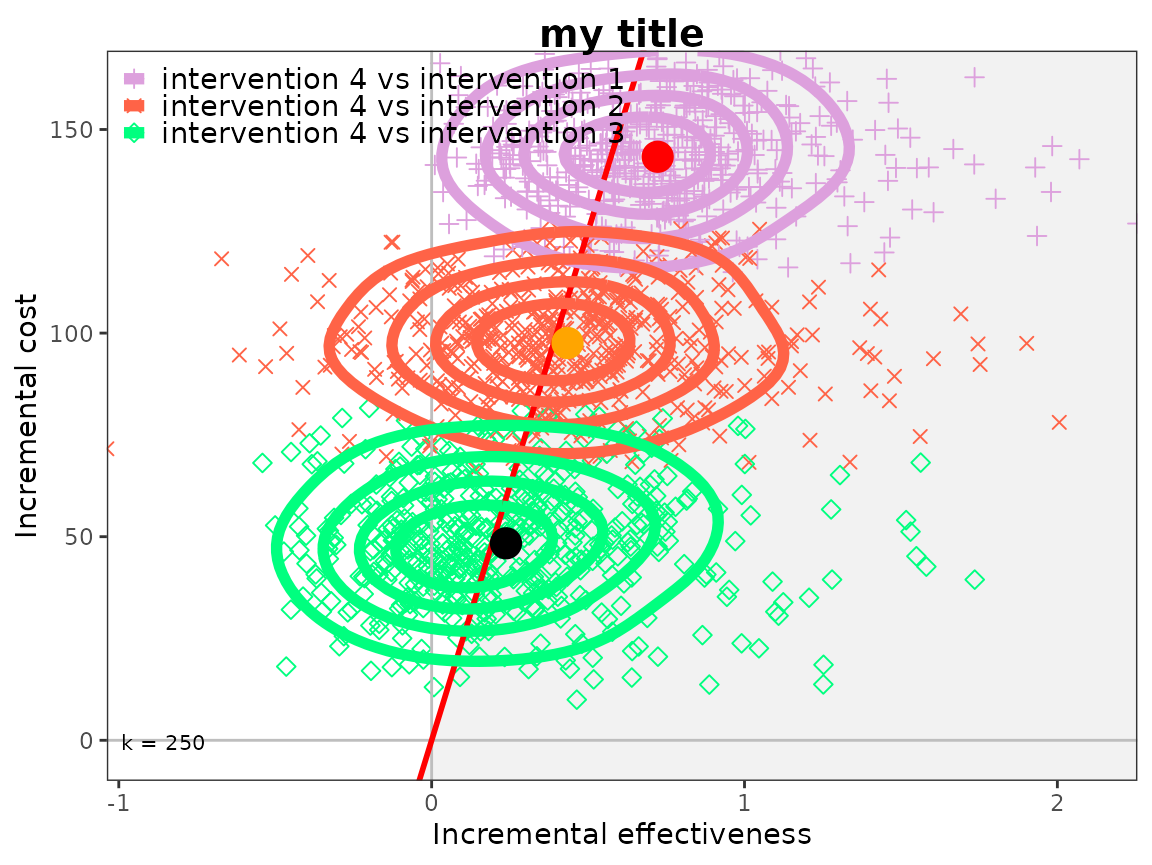 my title
intervention 4 vs intervention 1
intervention 4 vs intervention 2
intervention 4 vs intervention 3
150
100
50
0
k = 250
-1
0
1
2
Incremental cost
Incremental effectiveness